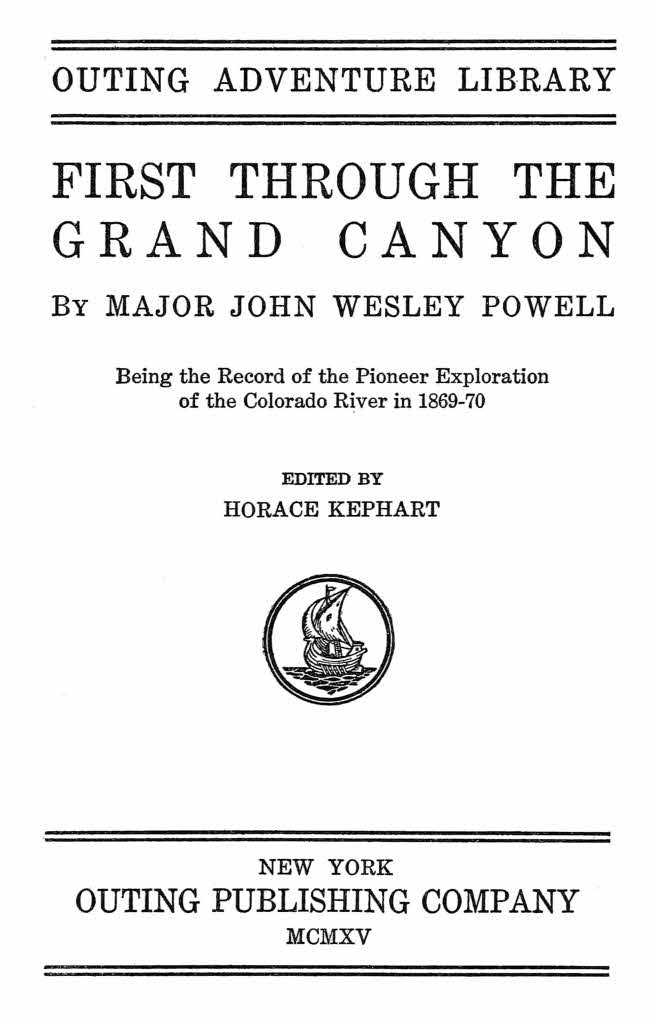 OUTING ADVENTURE LIBRARY
FIRST THROUGH THE
GRAND CANYON
BY MAJOR JOHN WESLEY POWELL
Being the Record of the Pioneer Exploration
of the Colorado River in 1869-70
EDITED BY
HORACE KEPHART
NEW YORK
OUTING PUBLISHING COMPANY
MCMXV